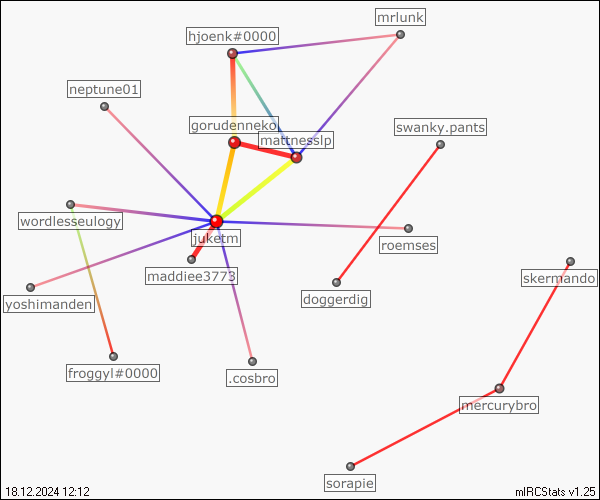 mrlunk
hjoenk#0000
neptune01
gorudenneko
swanky.pants
mattnesslp
wordlesseulogy
juketm
roemses
maddiee3773
skermando
yoshimanden
doggerdig
froggyl#0000
.cosbro
mercurybro
sorapie
18.12.2024 12:12
mIRCStats v1.25